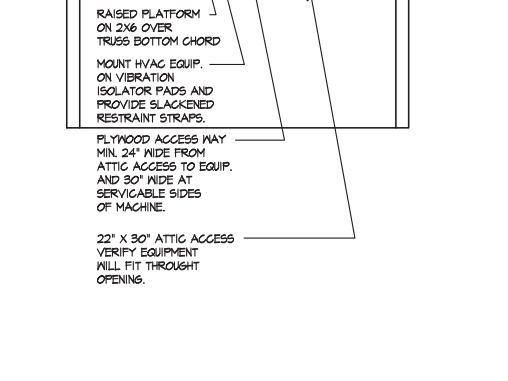 RAISED PLATFORM
ON 2X6 OVER
TRUSS BOTTOM CHORD
MOUNT HVAC EQUIP.
ON VIBRATION
ISOLATOR PADS AND
PROVIDE SLACKENED
RESTRAINT STRAPS.
PLYWOOD ACCESS WAY
MIN. 24" WIDE FROM
ATTIC ACCESS TO EQUIP.
AND 30" WIDE AT
SERVICABLE SIDES
OF MACHINE.
22" X 30" ATTIC ACCESS
VERIFY EQUIPMENT
WILL FIT THROUGHT
OPENING.